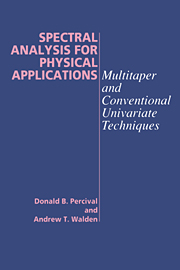 SPECTRAL
ANALYSIS FOR
PHYSICAL
APPLICATIONS
Multitaper and
Conventional
Univariate
Techniques
Donald B. Percival
and
Andrew T. Walden